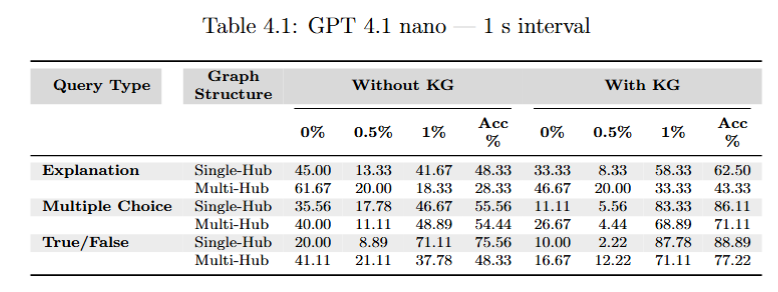 Table 4.1: GPT 4.1 nano — 1 s interval
Query Type Graph Structure Without KG With KG
0% 0.5% 1% Acc % 0% 0.5% 1% Acc %
Explanation Single-Hub 45.00 13.33 41.67 48.33 33.33 8.33 58.33 62.50
Multi-Hub 61.67 20.00 18.33 28.33 46.67 20.00 33.33 43.33
Multiple Choice Single-Hub 35.56 17.78 46.67 55.56 11.11 5.56 83.33 86.11
Multi-Hub 40.00 11.11 48.89 54.44 26.67 4.44 68.89 71.11
True/False Single-Hub 20.00 8.89 71.11 75.56 10.00 2.22 87.78 88.89
Multi-Hub 41.11 21.11 37.78 48.33 16.67 12.22 71.11 77.22